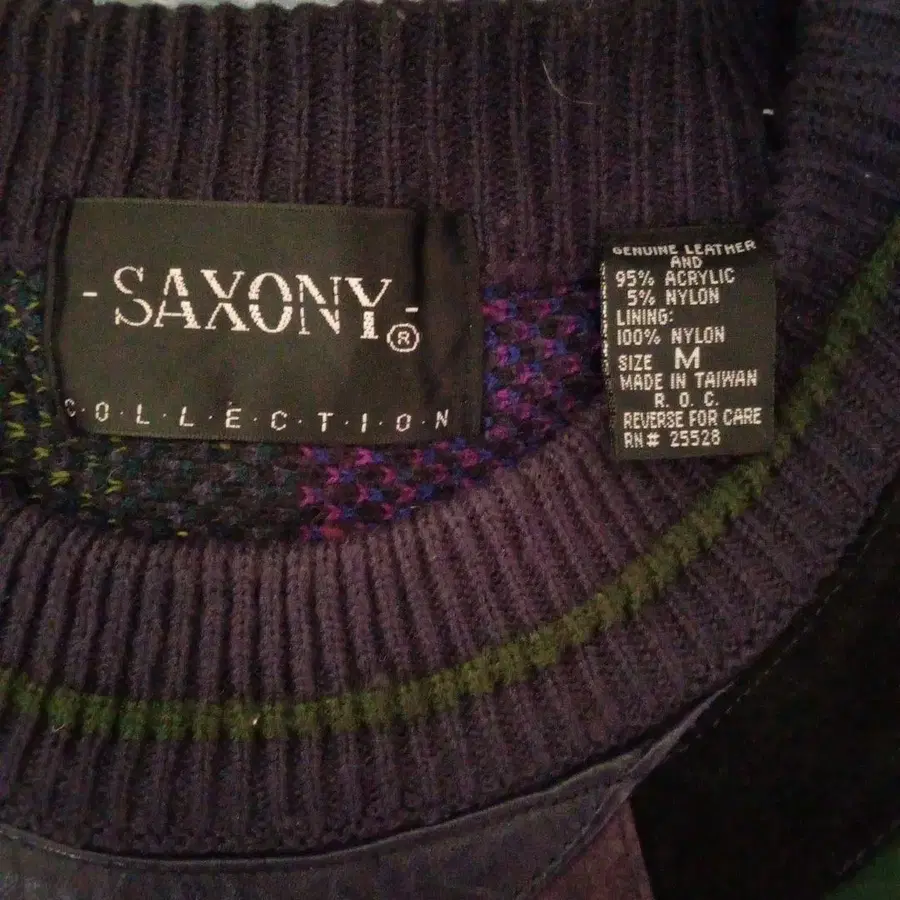 - SAXONY - ®
C·O·L·L·E·C·T·I·O·N
GENUINE LEATHER
AND
95% ACRYLIC
5% NYLON
LINING:
100% NYLON
SIZE M
MADE IN TAIWAN
R. O. C.
REVERSE FOR CARE
RN# 25528